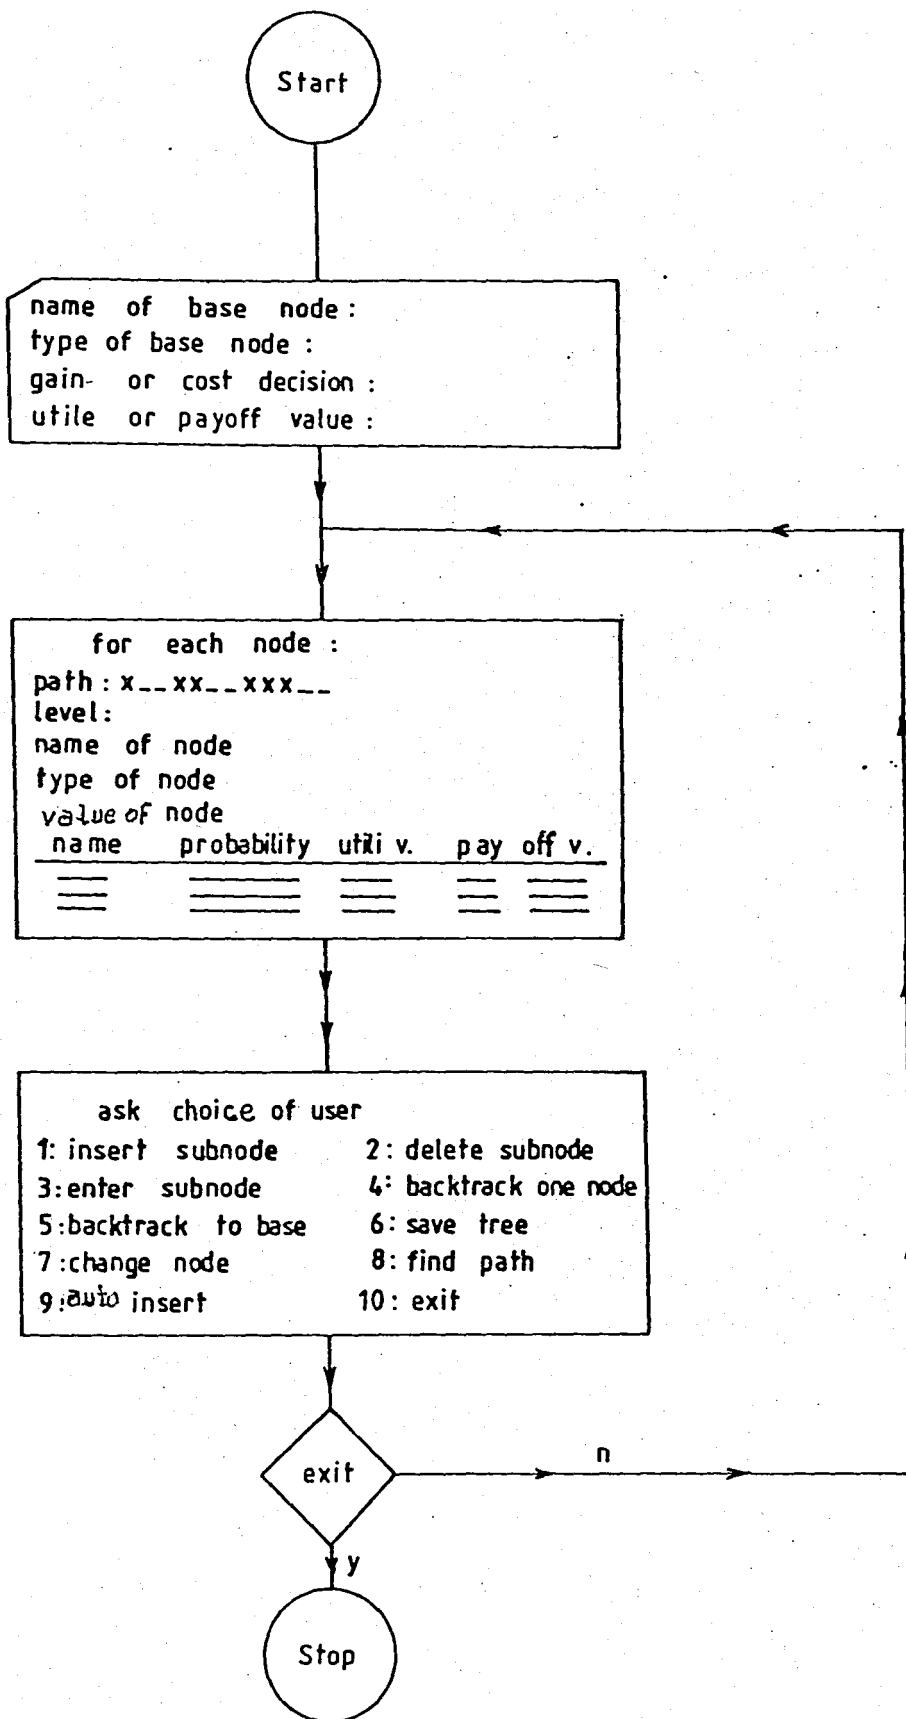 Start
name of base node :
type of base node :
gain- or cost decision :
utile or payoff value :
for each node :
path : x__xx__xxx__
level:
name of node
type of node
value of node
name probability utili v. pay off v.
ask choice of user
1: insert subnode 2: delete subnode
3: enter subnode 4: backtrack one node
5: backtrack to base 6: save tree
7: change node 8: find path
9: auto insert 10: exit
exit
n
y
Stop